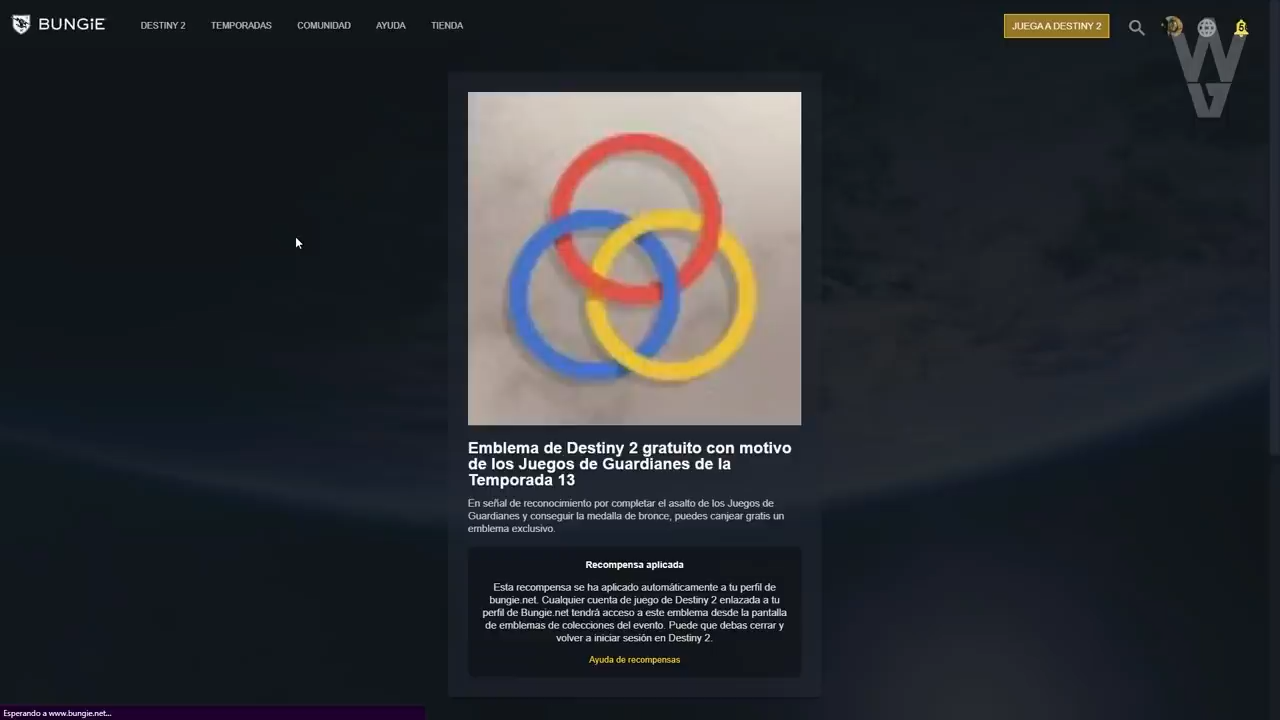 BUNGiE
DESTINY 2
TEMPORADAS
COMUNIDAD
AYUDA
TIENDA
JUEGA A DESTINY 2
6
W
G
Emblema de Destiny 2 gratuito con motivo
de los Juegos de Guardianes de la
Temporada 13
En señal de reconocimiento por completar el asalto de los Juegos de
Guardianes y conseguir la medalla de bronce, puedes canjear gratis un
emblema exclusivo.
Recompensa aplicada
Esta recompensa se ha aplicado automáticamente a tu perfil de
bungie.net. Cualquier cuenta de juego de Destiny 2 enlazada a tu
perfil de Bungie.net tendrá acceso a este emblema desde la pantalla
de emblemas de colecciones del evento. Puede que debas cerrar y
volver a iniciar sesión en Destiny 2.
Ayuda de recompensas
Esperando a www.bungie.net...